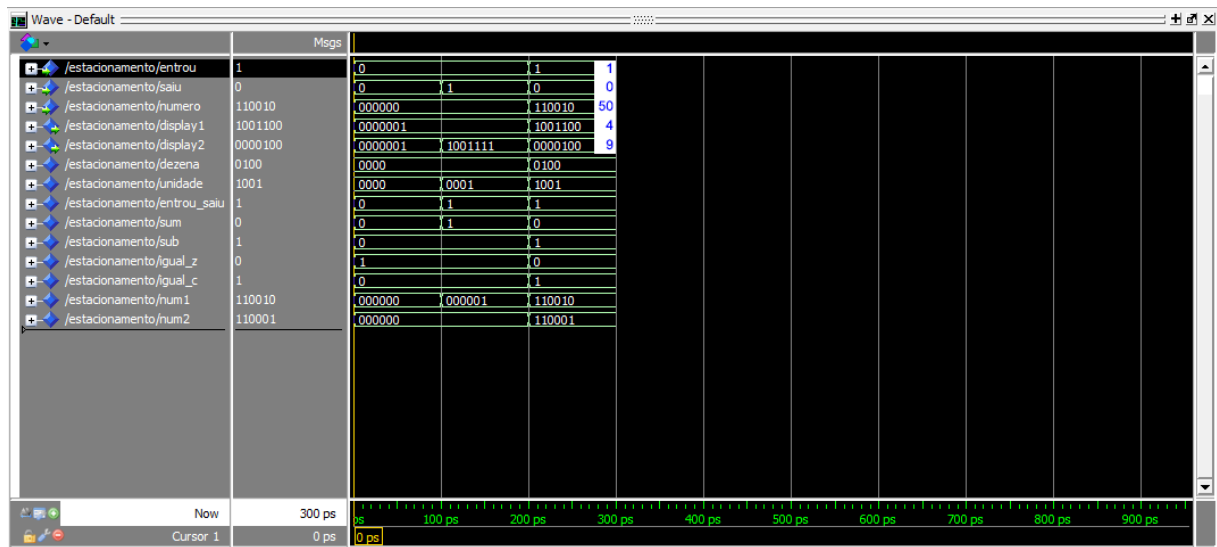 Wave - Default
Msgs
/estacionamento/entrou 1 0 1 1
/estacionamento/saiu 0 0 1 0 0
/estacionamento/numero 110010 000000 110010 50
/estacionamento/display1 1001100 0000001 1001100 4
/estacionamento/display2 0000100 0000001 1001111 0000100 9
/estacionamento/dezena 0100 0000 0100
/estacionamento/unidade 1001 0000 0001 1001
/estacionamento/entrou_saiu 1 0 1 1
/estacionamento/sum 0 0 1 0
/estacionamento/sub 1 0 1
/estacionamento/igual_z 0 1 0
/estacionamento/igual_c 1 0 1
/estacionamento/num1 110010 000000 000001 110010
/estacionamento/num2 110001 000000 110001
Now 300 ps ps 100 ps 200 ps 300 ps 400 ps 500 ps 600 ps 700 ps 800 ps 900 ps
Cursor 1 0 ps 0 ps